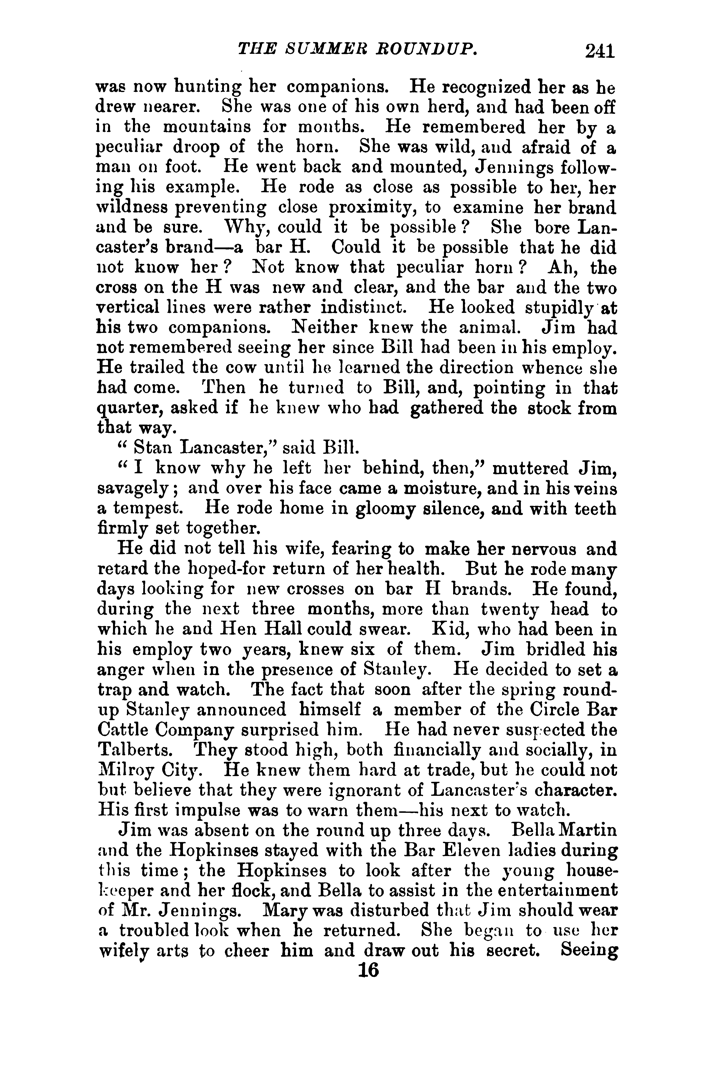 THE SUMMER ROUNDUP. 241
was now hunting her companions. He recognized her as he
drew nearer. She was one of his own herd, and had been off
in the mountains for months. He remembered her by a
peculiar droop of the horn. She was wild, and afraid of a
man on foot. He went back and mounted, Jennings follow-
ing his example. He rode as close as possible to her, her
wildness preventing close proximity, to examine her brand
and be sure. Why, could it be possible? She bore Lan-
caster's brand—a bar H. Could it be possible that he did
not know her? Not know that peculiar horn? Ah, the
cross on the H was new and clear, and the bar and the two
vertical lines were rather indistinct. He looked stupidly at
his two companions. Neither knew the animal. Jim had
not remembered seeing her since Bill had been in his employ.
He trailed the cow until he learned the direction whence she
had come. Then he turned to Bill, and, pointing in that
quarter, asked if he knew who had gathered the stock from
that way.
“ Stan Lancaster,” said Bill.
“ I know why he left her behind, then,” muttered Jim,
savagely; and over his face came a moisture, and in his veins
a tempest. He rode home in gloomy silence, and with teeth
firmly set together.
He did not tell his wife, fearing to make her nervous and
retard the hoped-for return of her health. But he rode many
days looking for new crosses on bar H brands. He found,
during the next three months, more than twenty head to
which he and Hen Hall could swear. Kid, who had been in
his employ two years, knew six of them. Jim bridled his
anger when in the presence of Stanley. He decided to set a
trap and watch. The fact that soon after the spring round-
up Stanley announced himself a member of the Circle Bar
Cattle Company surprised him. He had never suspected the
Talberts. They stood high, both financially and socially, in
Milroy City. He knew them hard at trade, but he could not
but believe that they were ignorant of Lancaster's character.
His first impulse was to warn them—his next to watch.
Jim was absent on the round up three days. Bella Martin
and the Hopkinses stayed with the Bar Eleven ladies during
this time; the Hopkinses to look after the young house-
keeper and her flock, and Bella to assist in the entertainment
of Mr. Jennings. Mary was disturbed that Jim should wear
a troubled look when he returned. She began to use her
wifely arts to cheer him and draw out his secret. Seeing
16